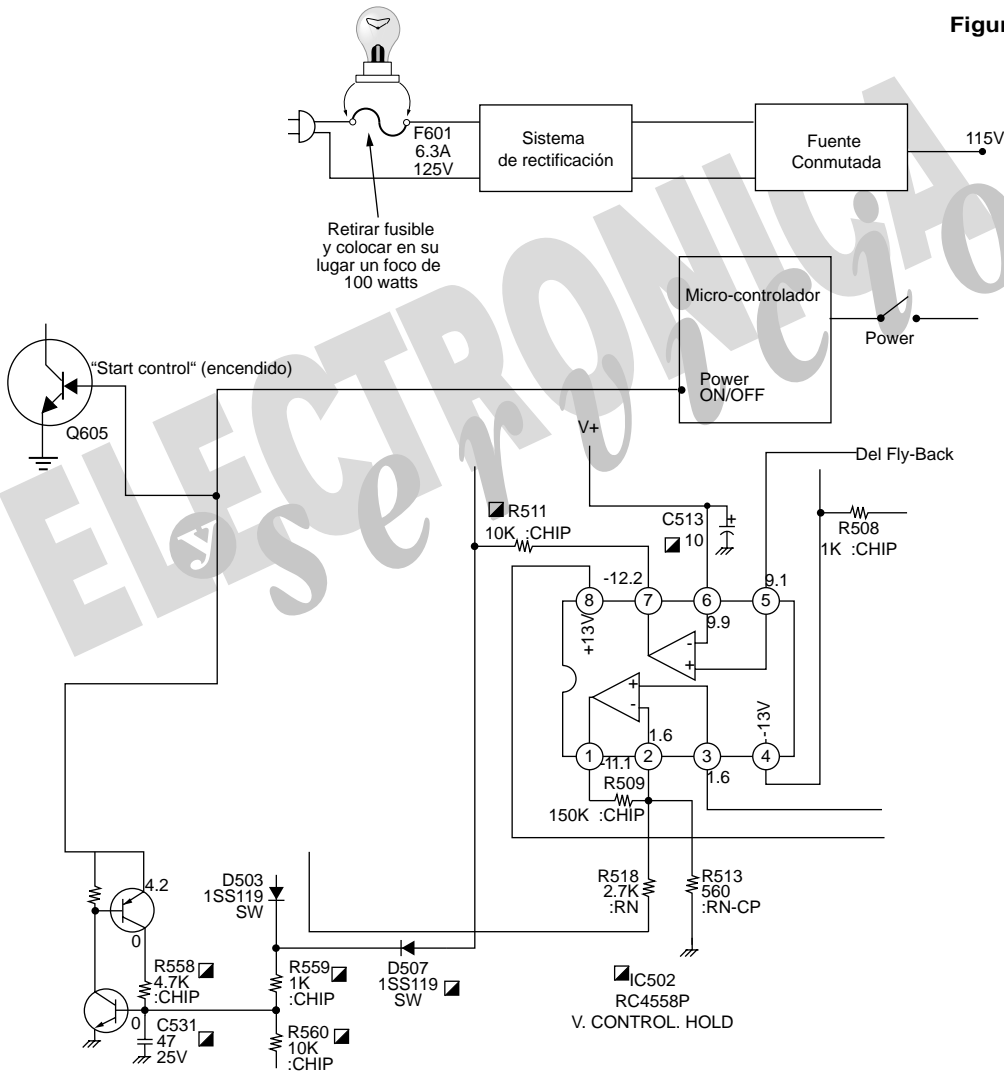 Figur
F601
6.3A
125V
Sistema
de rectificación
Fuente
Conmutada
115V
Retirar fusible
y colocar en su
lugar un foco de
100 watts
Micro-controlador
Power
ON/OFF
Power
"Start control" (encendido)
Q605
V+
Del Fly-Back
R511
10K :CHIP
C513
+
10
R508
1K :CHIP
-12.2
9.1
8
7
6
5
+13V
9.9
-
+
+
-
-13V
1.6
1
2
3
4
-11.1
1.6
R509
150K :CHIP
R518
2.7K
:RN
R513
560
:RN-CP
D503
1SS119
SW
4.2
0
R558
4.7K
:CHIP
R559
1K
:CHIP
D507
1SS119
SW
0
C531
47
25V
R560
10K
:CHIP
IC502
RC4558P
V. CONTROL. HOLD
ELECTRONICA
y servicio